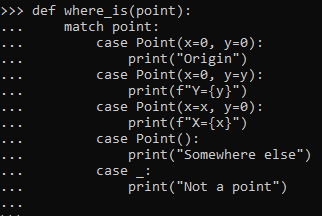 >>> def where_is(point):
...     match point:
...         case Point(x=0, y=0):
...             print("Origin")
...         case Point(x=0, y=y):
...             print(f"Y={y}")
...         case Point(x=x, y=0):
...             print(f"X={x}")
...         case Point():
...             print("Somewhere else")
...         case _:
...             print("Not a point")
...